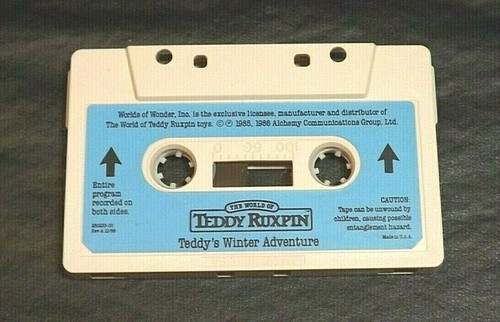 Worlds of Wonder, Inc. is the exclusive licensee, manufacturer and distributor of
The World of Teddy Ruxpin toys. © ℗ 1985, 1986 Alchemy Communications Group, Ltd.
Entire
program
recorded on
both sides.
THE WORLD OF
TEDDY RUXPIN
Teddy's Winter Adventure
CAUTION:
Tape can be unwound by
children, causing possible
entanglement hazard.
Made in U.S.A.